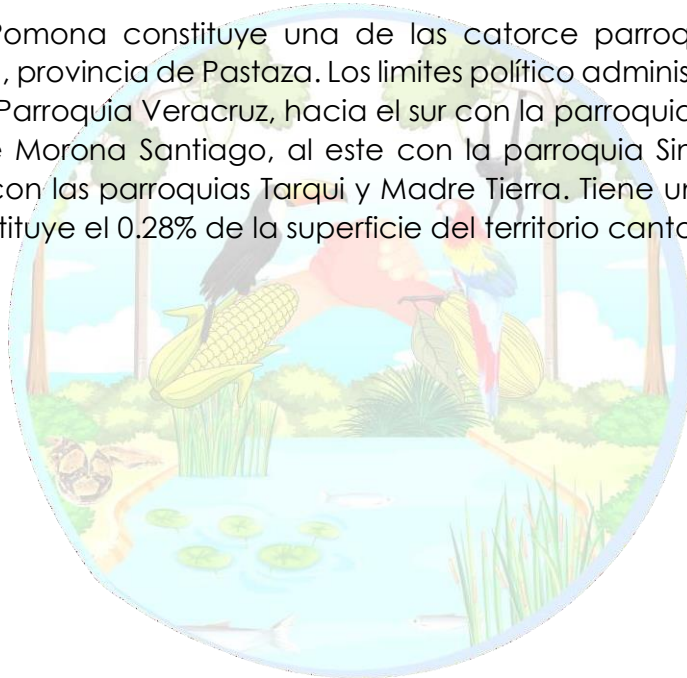 Pomona constituye una de las catorce parroq
, provincia de Pastaza. Los limites político adminis
Parroquia Veracruz, hacia el sur con la parroquia
Morona Santiago, al este con la parroquia Sin
con las parroquias Tarqui y Madre Tierra. Tiene un
tituye el 0.28% de la superficie del territorio canto